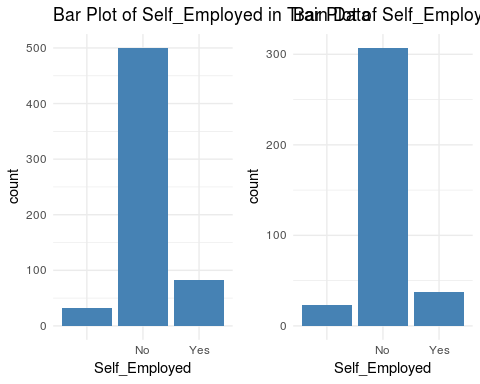 Bar Plot of Self_Employed in Train Data
Bar Plot of Self_Employ
500
400
300
200
100
0
count
No Yes
Self_Employed
300
200
100
0
count
No Yes
Self_Employed